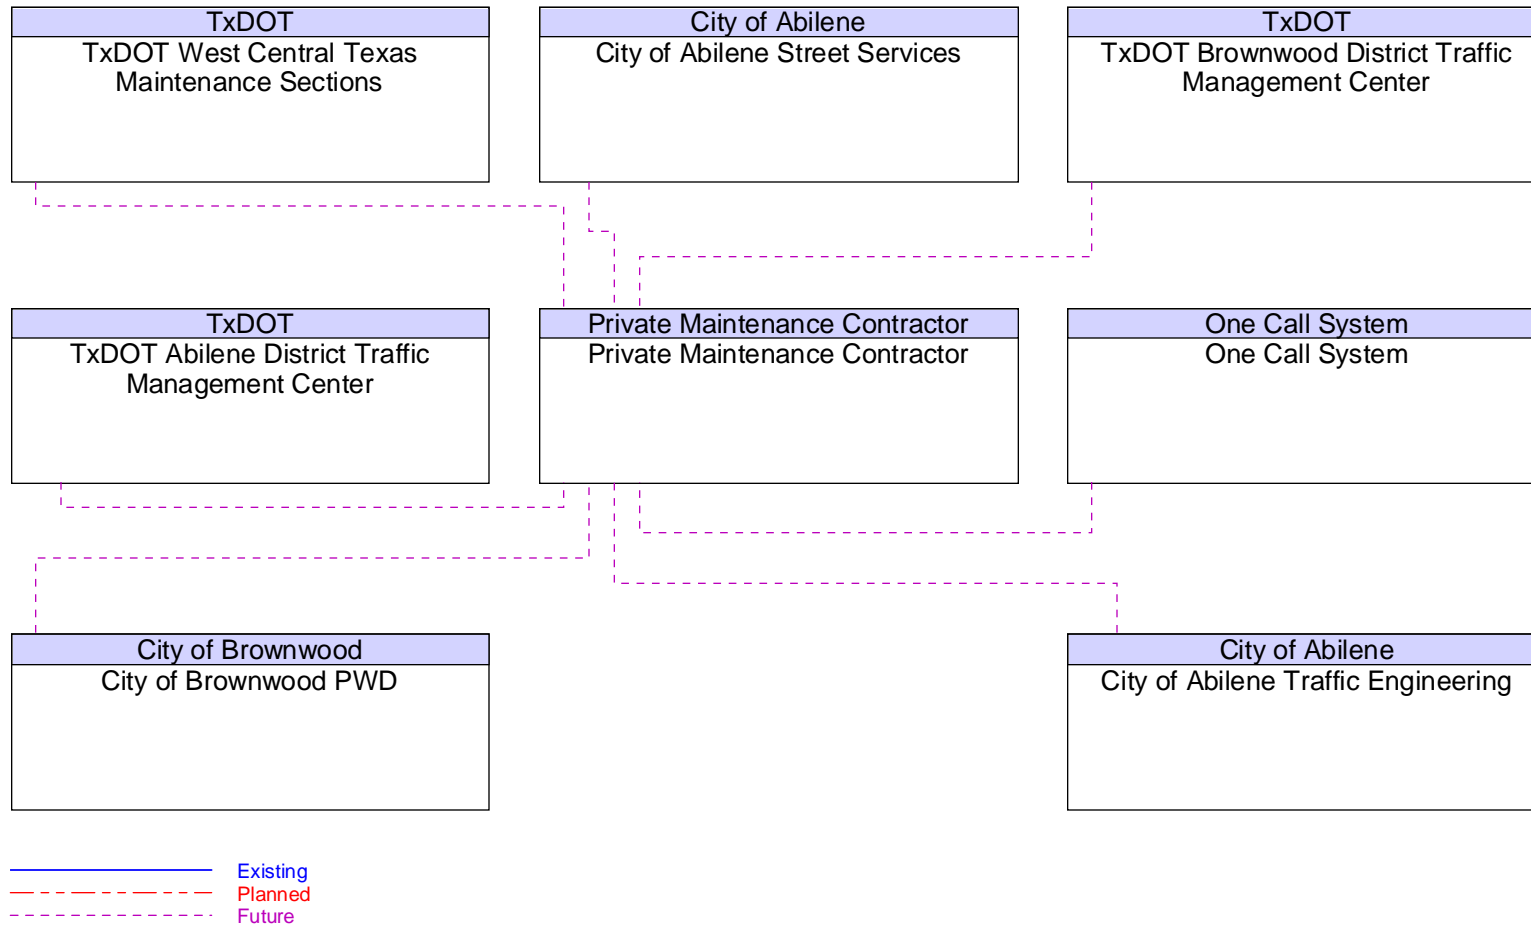 TxDOT
TxDOT West Central Texas
Maintenance Sections
City of Abilene
City of Abilene Street Services
TxDOT
TxDOT Brownwood District Traffic
Management Center
TxDOT
TxDOT Abilene District Traffic
Management Center
Private Maintenance Contractor
Private Maintenance Contractor
One Call System
One Call System
City of Brownwood
City of Brownwood PWD
City of Abilene
City of Abilene Traffic Engineering
Existing
Planned
Future